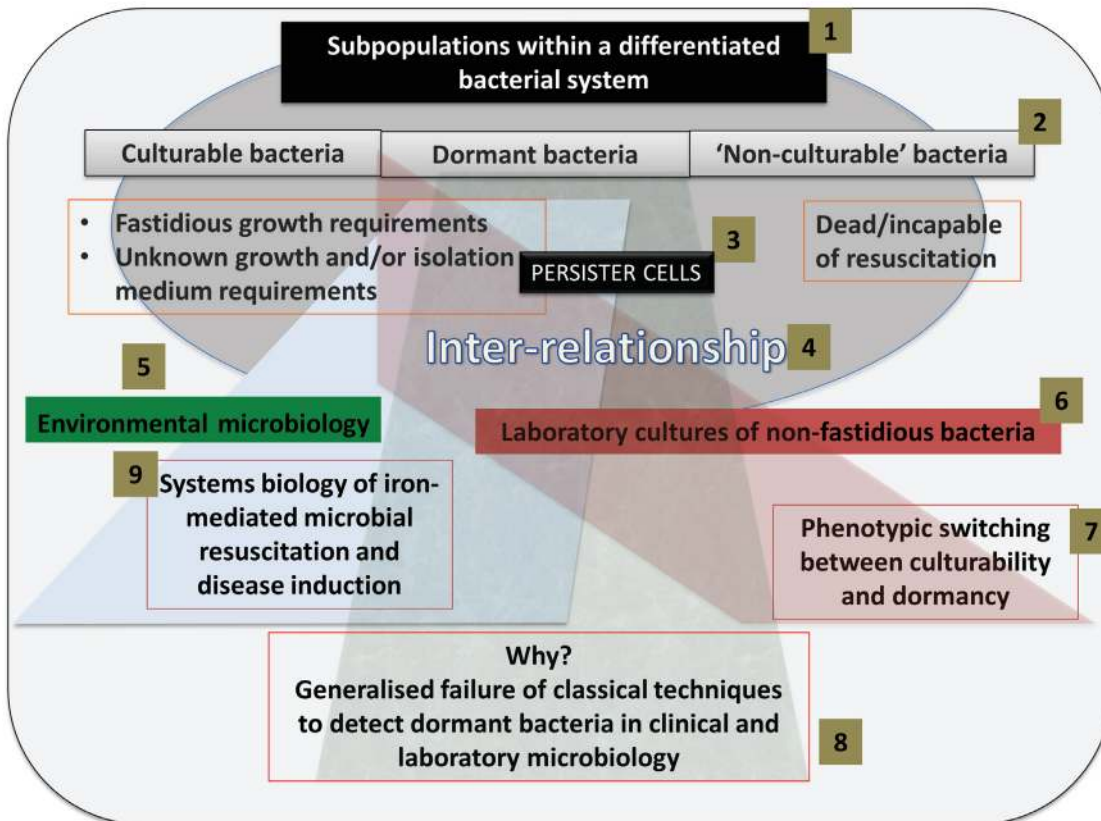 1
Subpopulations within a differentiated
bacterial system
2
Culturable bacteria
Dormant bacteria
'Non-culturable' bacteria
• Fastidious growth requirements
• Unknown growth and/or isolation
medium requirements
3
PERSISTER CELLS
Dead/incapable
of resuscitation
Inter-relationship
4
5
Environmental microbiology
6
Laboratory cultures of non-fastidious bacteria
9
Systems biology of iron-
mediated microbial
resuscitation and
disease induction
7
Phenotypic switching
between culturability
and dormancy
Why?
Generalised failure of classical techniques
to detect dormant bacteria in clinical and
laboratory microbiology
8